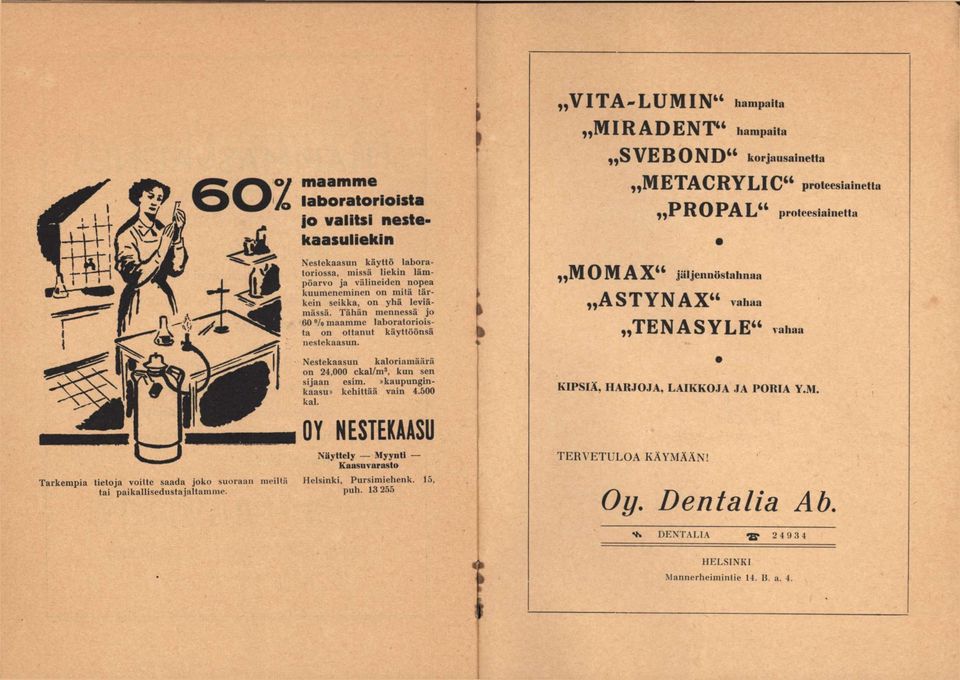 60% maamme
laboratorioista
jo valitsi neste-
kaasuliekin
Nestekaasun käyttö labora-
toriossa, missä liekin läm-
pöarvo ja välineiden nopea
kuumeneminen on mitä tär-
kein seikka, on yhä leviä-
mässä. Tähän mennessä jo
60 % maamme laboratoriois-
ta on ottanut käyttöönsä
nestekaasun.
Nestekaasun kaloriamäärä
on 24,000 ckal/m³, kun sen
sijaan esim. »kaupungin-
kaasu» kehittää vain 4.500
kal.
OY NESTEKAASU
Näyttely — Myynti —
Kaasuvarasto
Helsinki, Pursimiehenk. 15,
puh. 13 255
Tarkempia tietoja voitte saada joko suoraan meiltä
tai paikallisedustajaltamme.
„VITA-LUMIN“ hampaita
„MIRADENT“ hampaita
„SVEBOND“ korjausainetta
„METACRYLIC“ proteesiainetta
„PROPAL“ proteesiainetta
„MOMAX“ jäljennöstahnaa
„ASTYNAX“ vahaa
„TENASYLE“ vahaa
KIPSIÄ, HARJOJA, LAIKKOJA JA PORIA Y.M.
TERVETULOA KÄYMÄÄN!
Oy. Dentalia Ab.
DENTALIA ☎ 24934
HELSINKI
Mannerheimintie 14. B. a. 4.